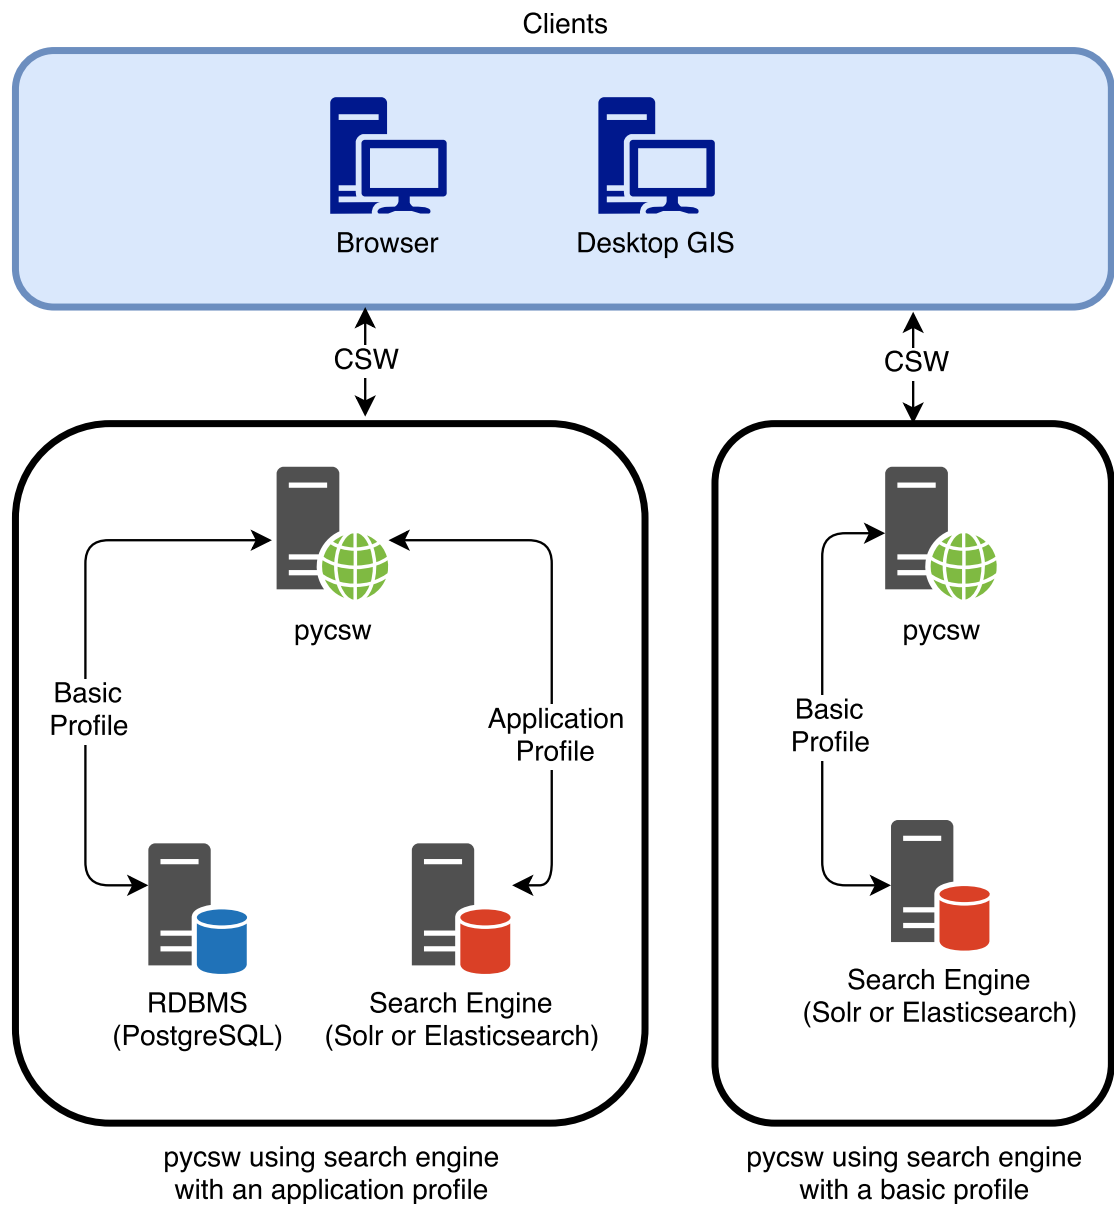 Clients
Browser
Desktop GIS
CSW
CSW
pycsw
Basic
Profile
Application
Profile
RDBMS
(PostgreSQL)
Search Engine
(Solr or Elasticsearch)
pycsw using search engine
with an application profile
pycsw
Basic
Profile
Search Engine
(Solr or Elasticsearch)
pycsw using search engine
with a basic profile